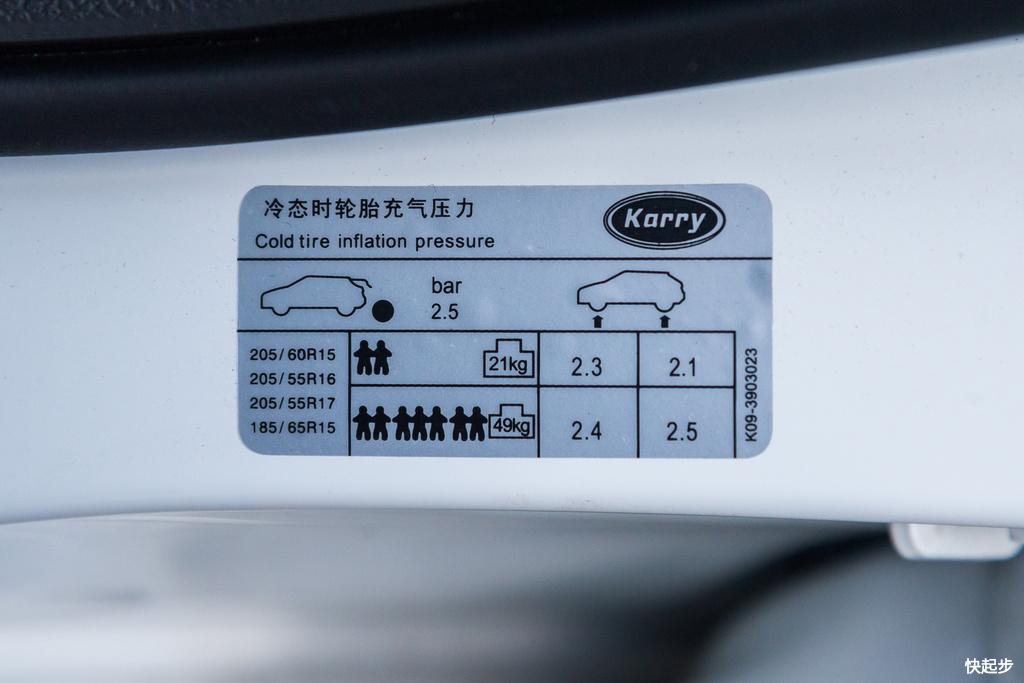 冷态时轮胎充气压力
Karry
Cold tire inflation pressure
bar
2.5
205/60R15
205/55R16
205/55R17
185/65R15
21kg
2.3
2.1
49kg
2.4
2.5
K09-3903023
快起步